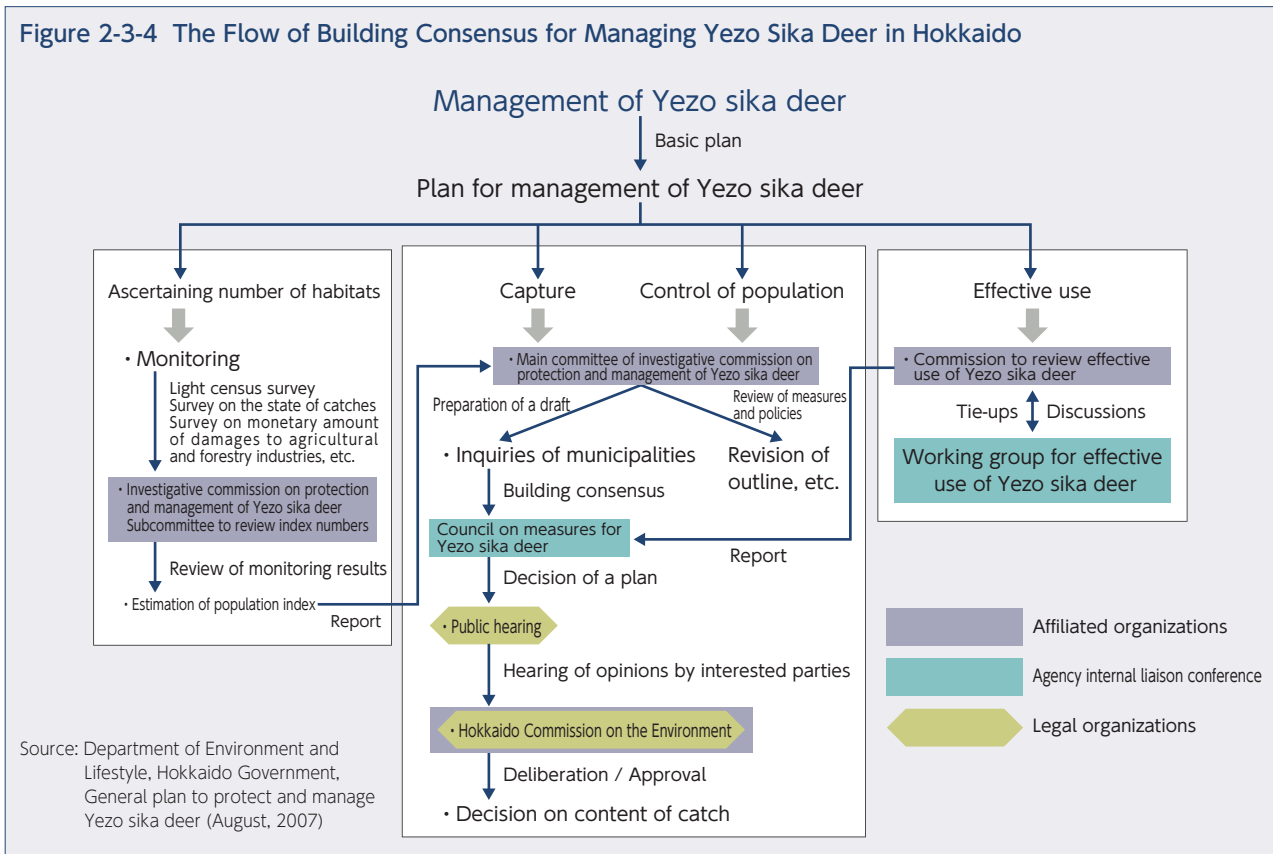 Figure 2-3-4 The Flow of Building Consensus for Managing Yezo Sika Deer in Hokkaido
Management of Yezo sika deer
Basic plan
Plan for management of Yezo sika deer
Ascertaining number of habitats
・Monitoring
Light census survey
Survey on the state of catches
Survey on monetary amount
of damages to agricultural
and forestry industries, etc.
・Investigative commission on protection
and management of Yezo sika deer
Subcommittee to review index numbers
Review of monitoring results
・Estimation of population index
Report
Capture
Control of population
・Main committee of investigative commission on
protection and management of Yezo sika deer
Preparation of a draft
Review of measures
and policies
・Inquiries of municipalities
Revision of
outline, etc.
Building consensus
Council on measures for
Yezo sika deer
Report
Decision of a plan
・Public hearing
Hearing of opinions by interested parties
・Hokkaido Commission on the Environment
Deliberation / Approval
・Decision on content of catch
Effective use
・Commission to review effective
use of Yezo sika deer
Tie-ups
Discussions
Working group for effective
use of Yezo sika deer
Affiliated organizations
Agency internal liaison conference
Legal organizations
Source: Department of Environment and
Lifestyle, Hokkaido Government,
General plan to protect and manage
Yezo sika deer (August, 2007)